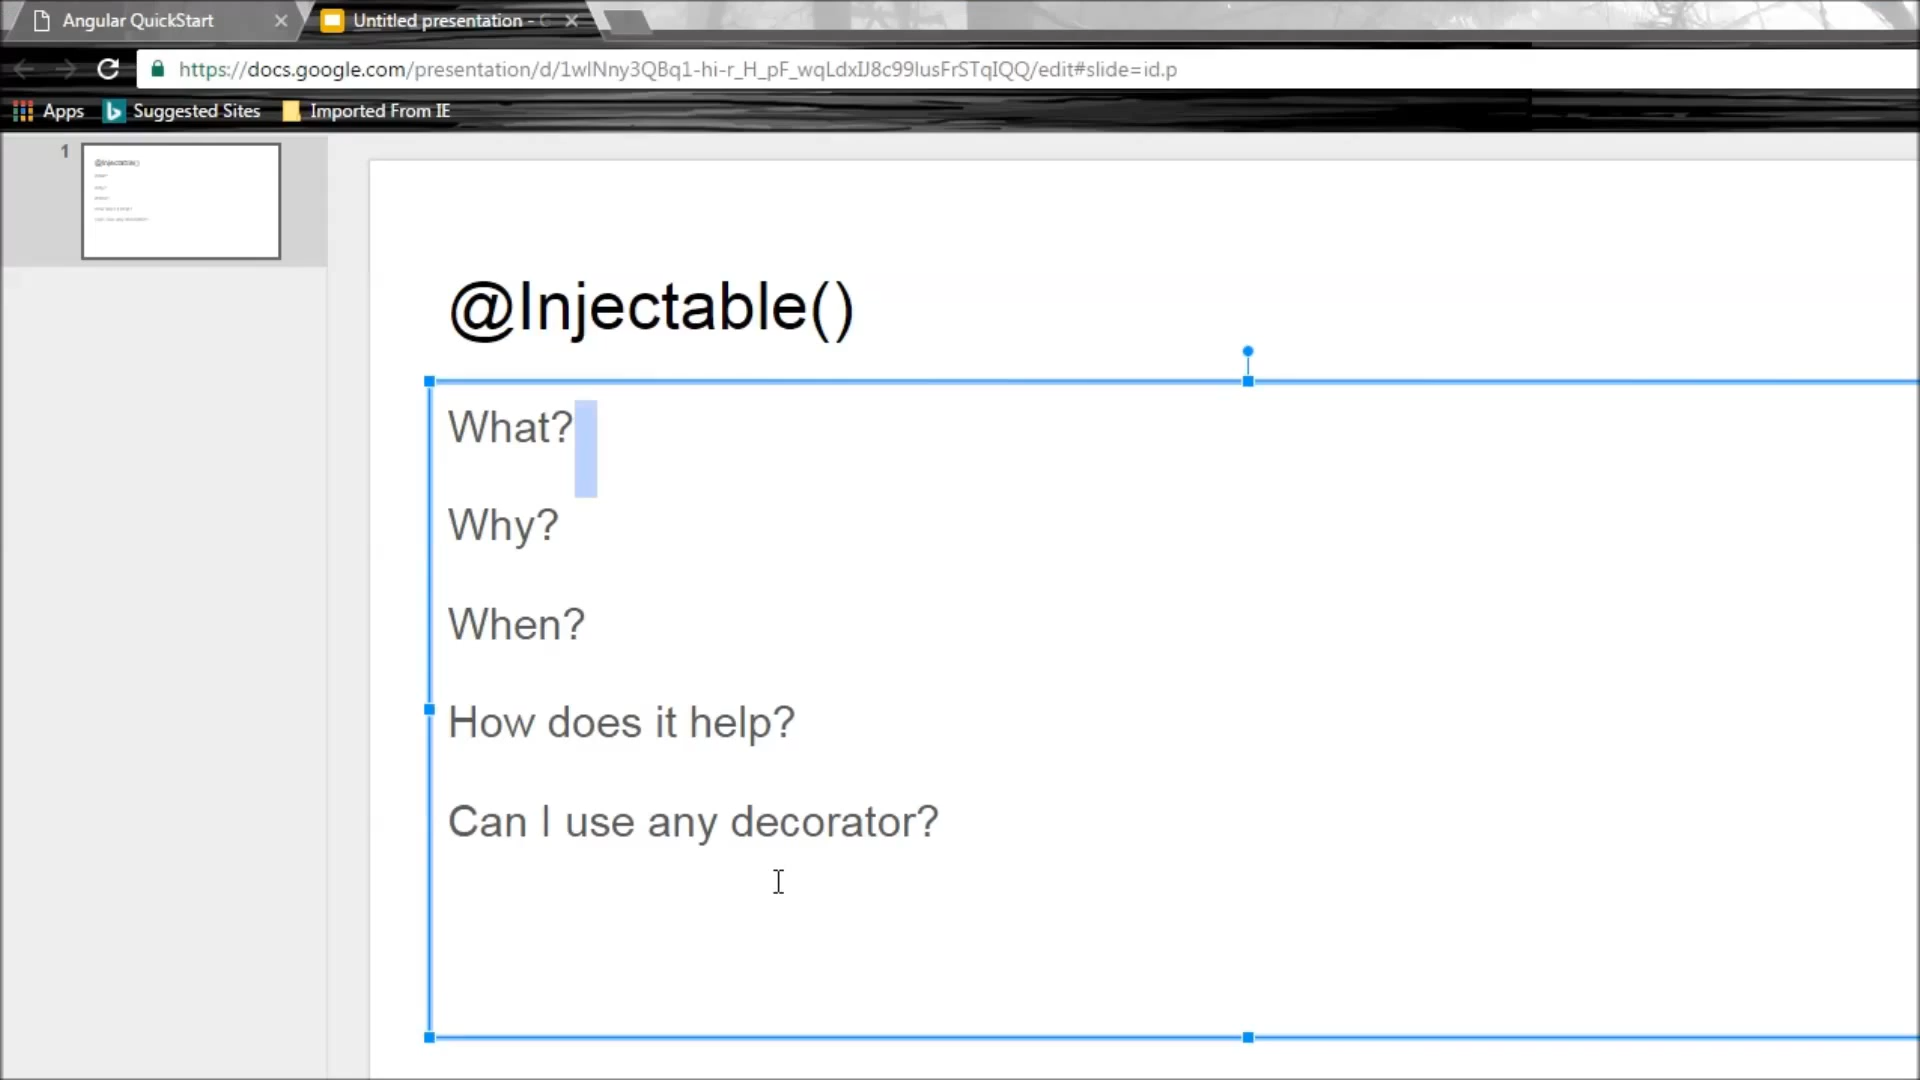 Angular QuickStart
Untitled presentation -
https://docs.google.com/presentation/d/1wlNny3QBq1-hi-r_H_pF_wqLdxIJ8c99lusFrSTqIQQ/edit#slide=id.p
Apps
Suggested Sites
Imported From IE
1
@Injectable()
What?
Why?
When?
How does it help?
Can I use any decorator?